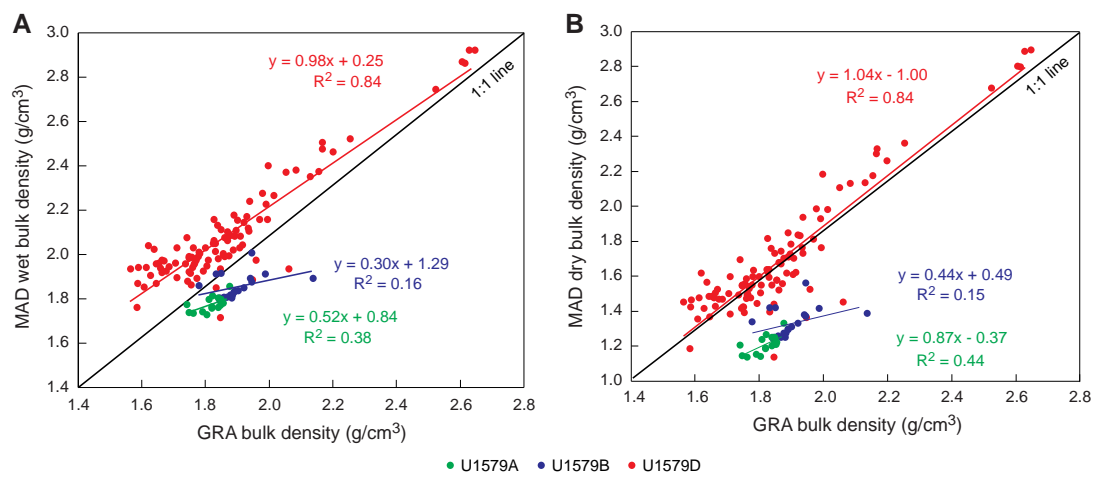 A
3.0
2.8
2.6
2.4
2.2
2.0
1.8
1.6
1.4
MAD wet bulk density (g/cm³)
y = 0.98x + 0.25
R² = 0.84
1:1 line
y = 0.30x + 1.29
R² = 0.16
y = 0.52x + 0.84
R² = 0.38
1.4 1.6 1.8 2.0 2.2 2.4 2.6 2.8
GRA bulk density (g/cm³)
B
3.0
2.8
2.6
2.4
2.2
2.0
1.8
1.6
1.4
1.2
1.0
MAD dry bulk density (g/cm³)
y = 1.04x - 1.00
R² = 0.84
1:1 line
y = 0.44x + 0.49
R² = 0.15
y = 0.87x - 0.37
R² = 0.44
1.4 1.6 1.8 2.0 2.2 2.4 2.6 2.8
GRA bulk density (g/cm³)
U1579A U1579B U1579D